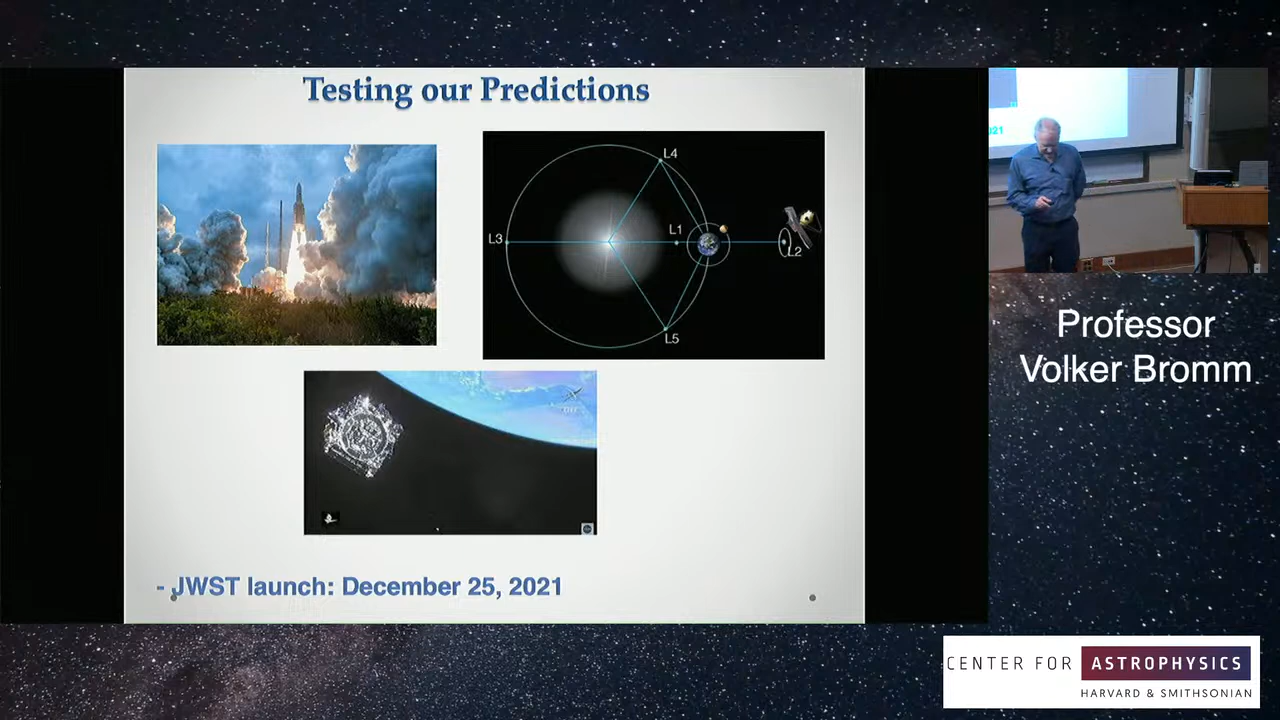 Testing our Predictions
L4
L3
L1
L2
L5
- JWST launch: December 25, 2021
Professor
Volker Bromm
CENTER FOR ASTROPHYSICS
HARVARD & SMITHSONIAN